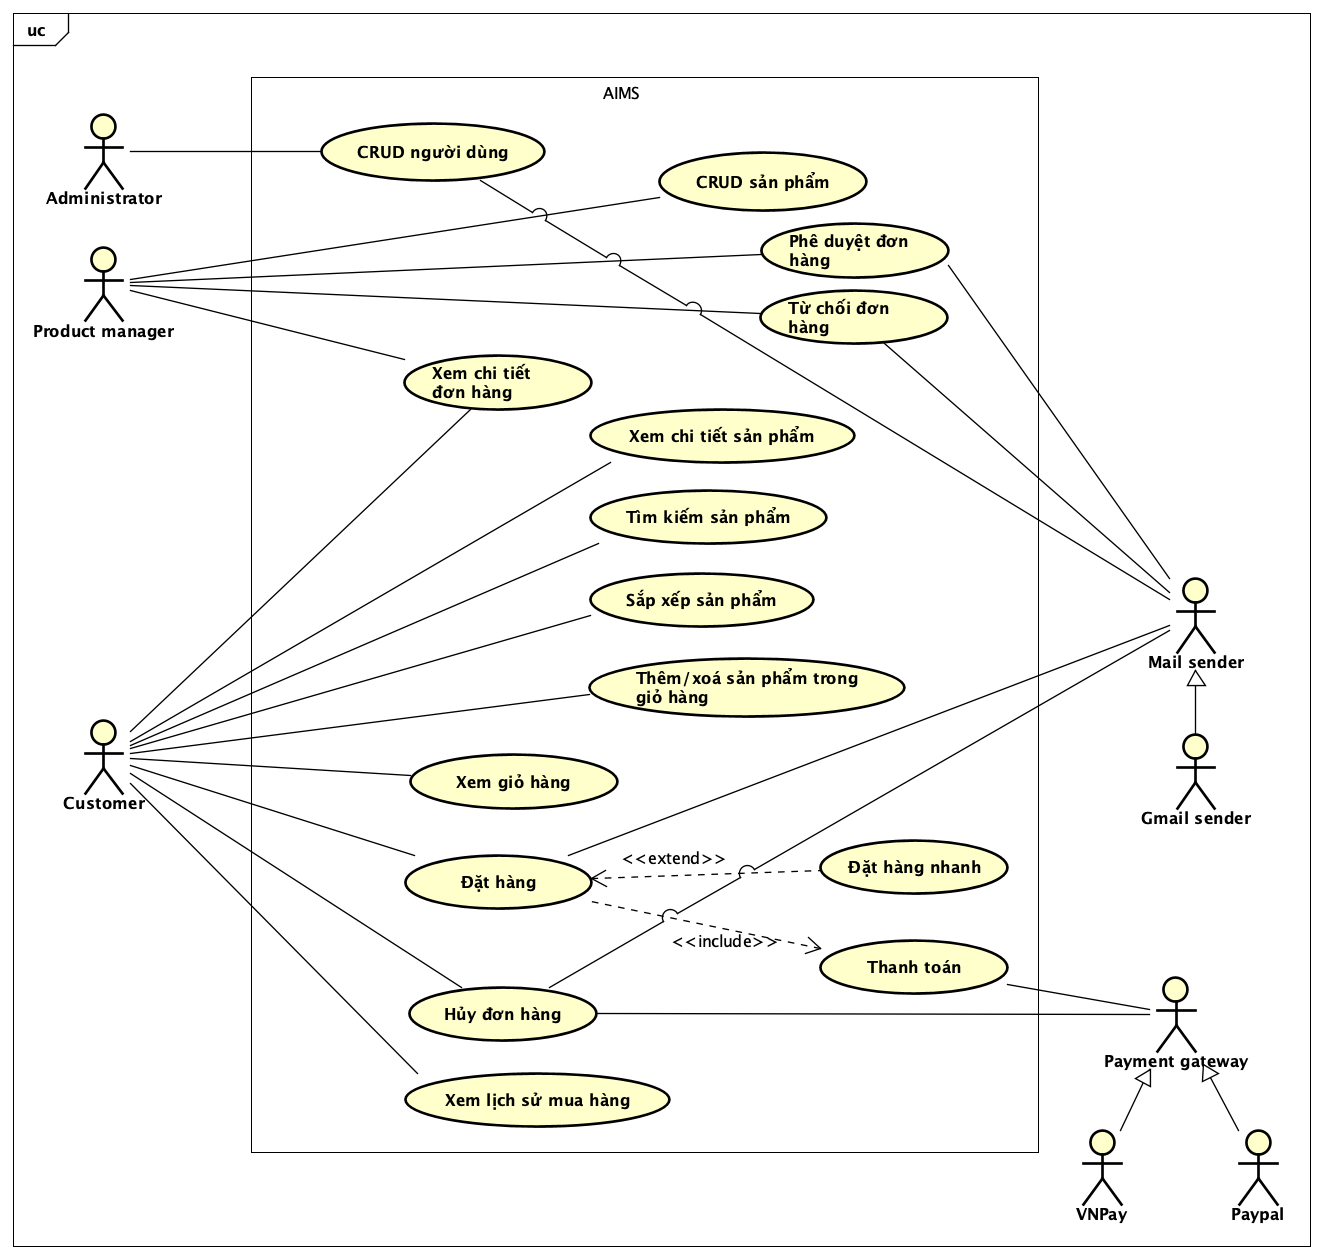 uc
AIMS
Administrator
CRUD người dùng
CRUD sản phẩm
Product manager
Phê duyệt đơn
hàng
Từ chối đơn
hàng
Xem chi tiết
đơn hàng
Xem chi tiết sản phẩm
Tìm kiếm sản phẩm
Sắp xếp sản phẩm
Mail sender
Thêm/xoá sản phẩm trong
giỏ hàng
Customer
Xem giỏ hàng
Gmail sender
<<extend>>
Đặt hàng nhanh
Đặt hàng
<<include>>
Thanh toán
Hủy đơn hàng
Payment gateway
Xem lịch sử mua hàng
VNPay
Paypal